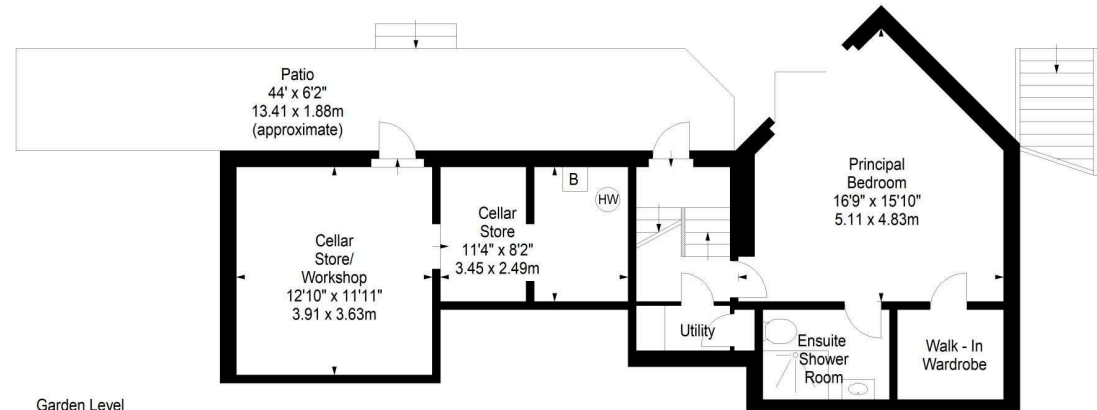 Patio
44' x 6'2"
13.41 x 1.88m
(approximate)
B
HW
Cellar
Store/
Workshop
12'10" x 11'11"
3.91 x 3.63m
Cellar
Store
11'4" x 8'2"
3.45 x 2.49m
Principal
Bedroom
16'9" x 15'10"
5.11 x 4.83m
Utility
Ensuite
Shower
Room
Walk - In
Wardrobe
Garden Level